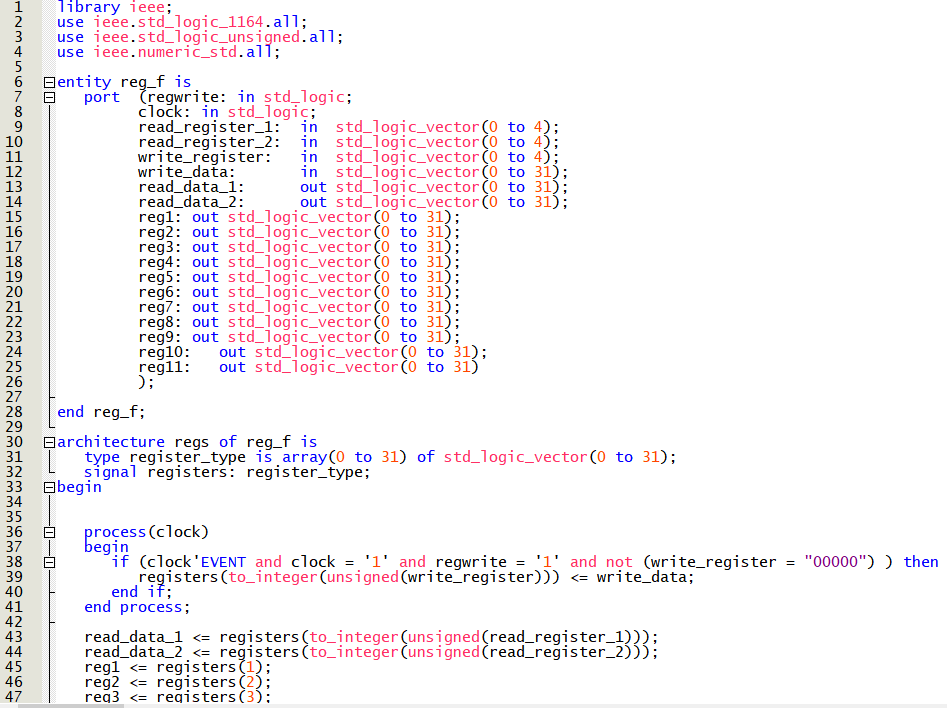 1 library ieee;
2 use ieee.std_logic_1164.all;
3 use ieee.std_logic_unsigned.all;
4 use ieee.numeric_std.all;
5
6 entity reg_f is
7 port (regwrite: in std_logic;
8 clock: in std_logic;
9 read_register_1: in std_logic_vector(0 to 4);
10 read_register_2: in std_logic_vector(0 to 4);
11 write_register: in std_logic_vector(0 to 4);
12 write_data: in std_logic_vector(0 to 31);
13 read_data_1: out std_logic_vector(0 to 31);
14 read_data_2: out std_logic_vector(0 to 31);
15 reg1: out std_logic_vector(0 to 31);
16 reg2: out std_logic_vector(0 to 31);
17 reg3: out std_logic_vector(0 to 31);
18 reg4: out std_logic_vector(0 to 31);
19 reg5: out std_logic_vector(0 to 31);
20 reg6: out std_logic_vector(0 to 31);
21 reg7: out std_logic_vector(0 to 31);
22 reg8: out std_logic_vector(0 to 31);
23 reg9: out std_logic_vector(0 to 31);
24 reg10: out std_logic_vector(0 to 31);
25 reg11: out std_logic_vector(0 to 31)
26 );
27
28 end reg_f;
29
30 architecture regs of reg_f is
31 type register_type is array(0 to 31) of std_logic_vector(0 to 31);
32 signal registers: register_type;
33 begin
34
35
36 process(clock)
37 begin
38 if (clock'EVENT and clock = '1' and regwrite = '1' and not (write_register = "00000") ) then
39 registers(to_integer(unsigned(write_register))) <= write_data;
40 end if;
41 end process;
42
43 read_data_1 <= registers(to_integer(unsigned(read_register_1)));
44 read_data_2 <= registers(to_integer(unsigned(read_register_2)));
45 reg1 <= registers(1);
46 reg2 <= registers(2);
47 reg3 <= registers(3);